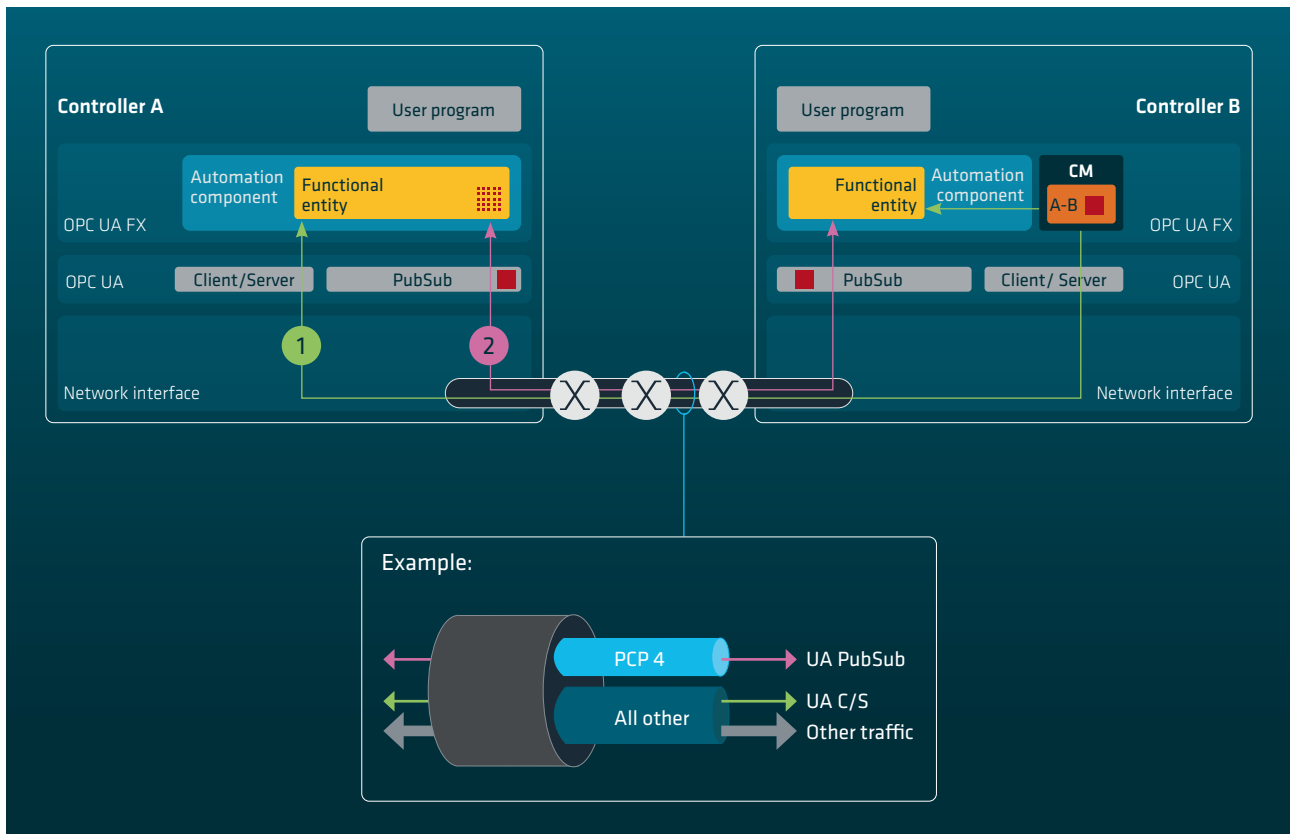 Controller A
User program
Automation
component
Functional
entity
OPC UA FX
OPC UA
Client/Server
PubSub
1
2
Network interface
User program
Controller B
Functional
entity
Automation
component
CM
A-B
OPC UA FX
PubSub
Client/ Server
OPC UA
Network interface
Example:
PCP 4
UA PubSub
All other
UA C/S
Other traffic